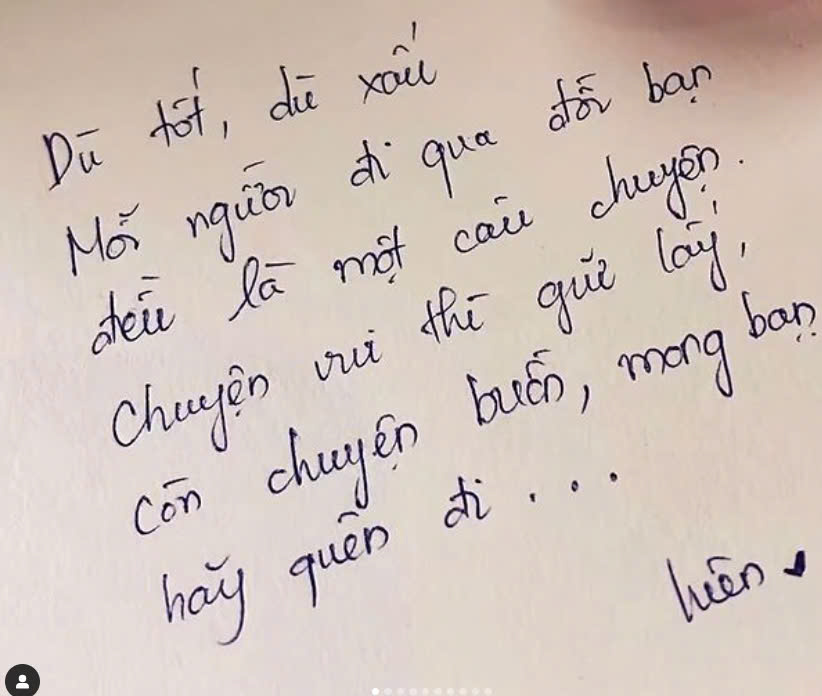 Dù tốt, dù xấu
Mỗi người đi qua đời bạn
đều là một câu chuyện.
Chuyện vui thì giữ lấy,
còn chuyện buồn, mong bạn
hãy quên đi . . .
hiên